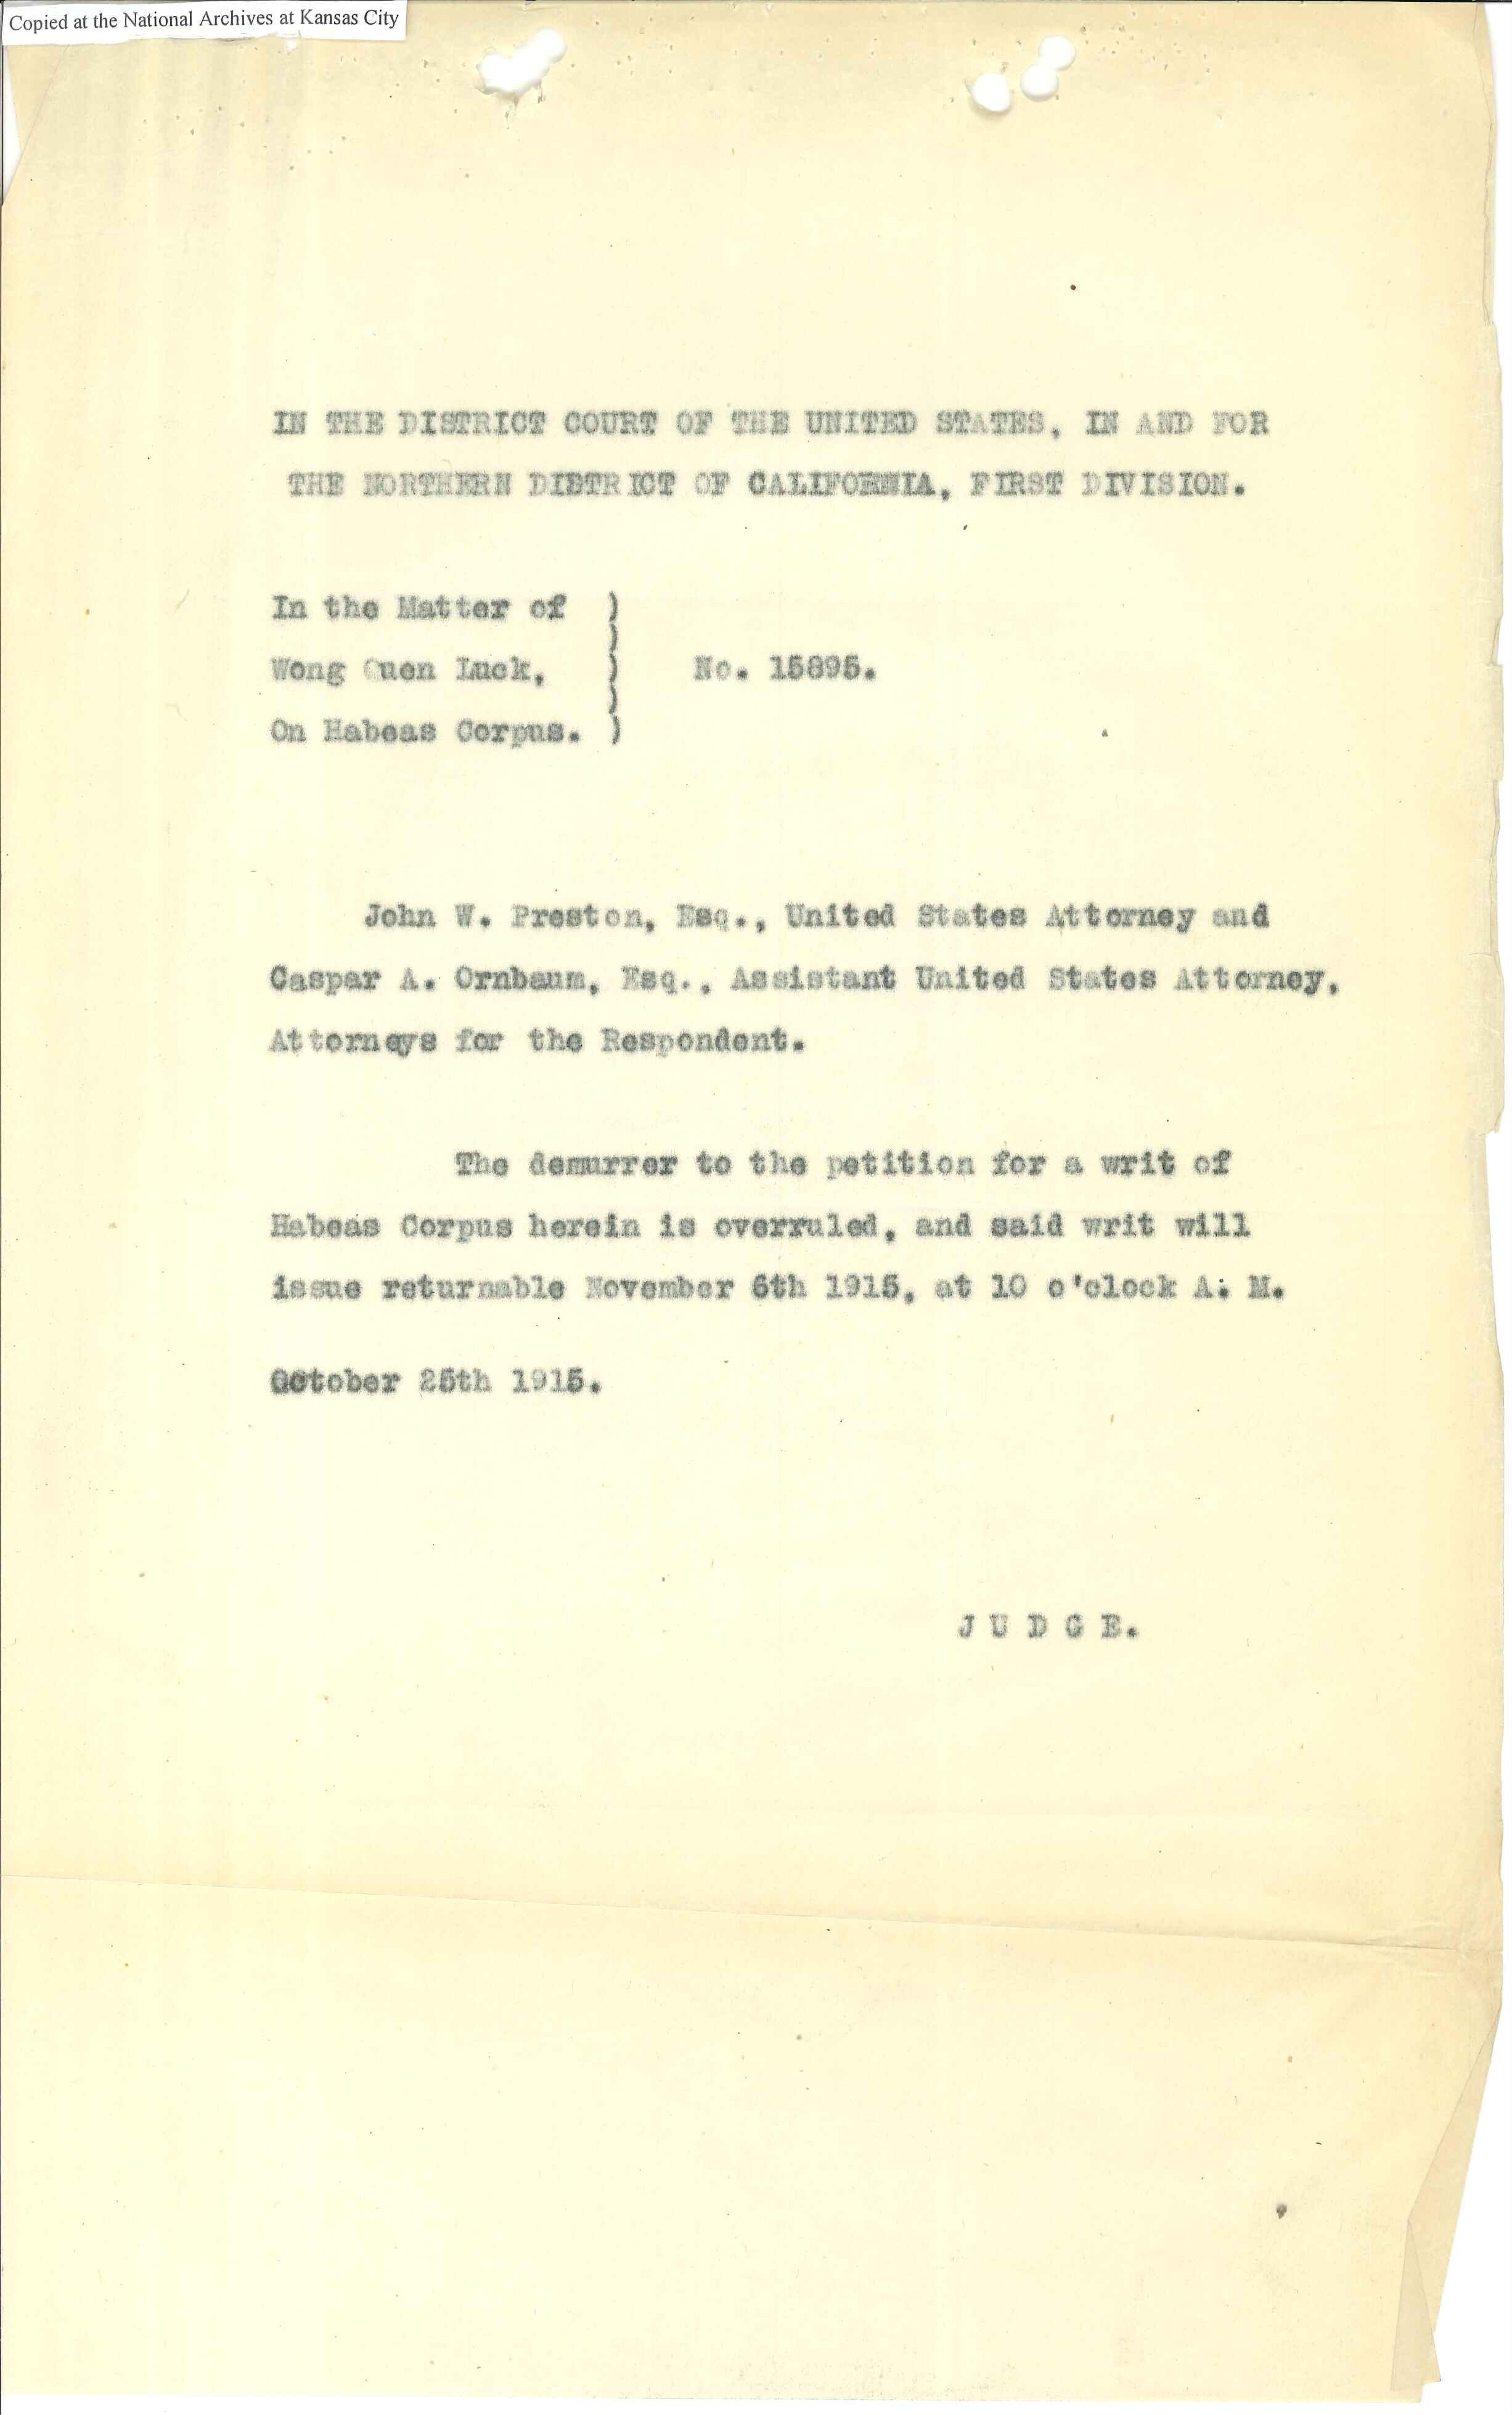 Copied at the National Archives at Kansas City
IN THE DISTRICT COURT OF THE UNITED STATES, IN AND FOR
THE NORTHERN DISTRICT OF CALIFORNIA, FIRST DIVISION.
In the Matter of )
)
Wong Quen Luck, ) No. 15895.
)
On Habeas Corpus. )
John W. Preston, Esq., United States Attorney and
Caspar A. Ornbaum, Esq., Assistant United States Attorney,
Attorneys for the Respondent.
The demurrer to the petition for a writ of
Habeas Corpus herein is overruled, and said writ will
issue returnable November 6th 1915, at 10 o'clock A. M.
October 25th 1915.
J U D G E.